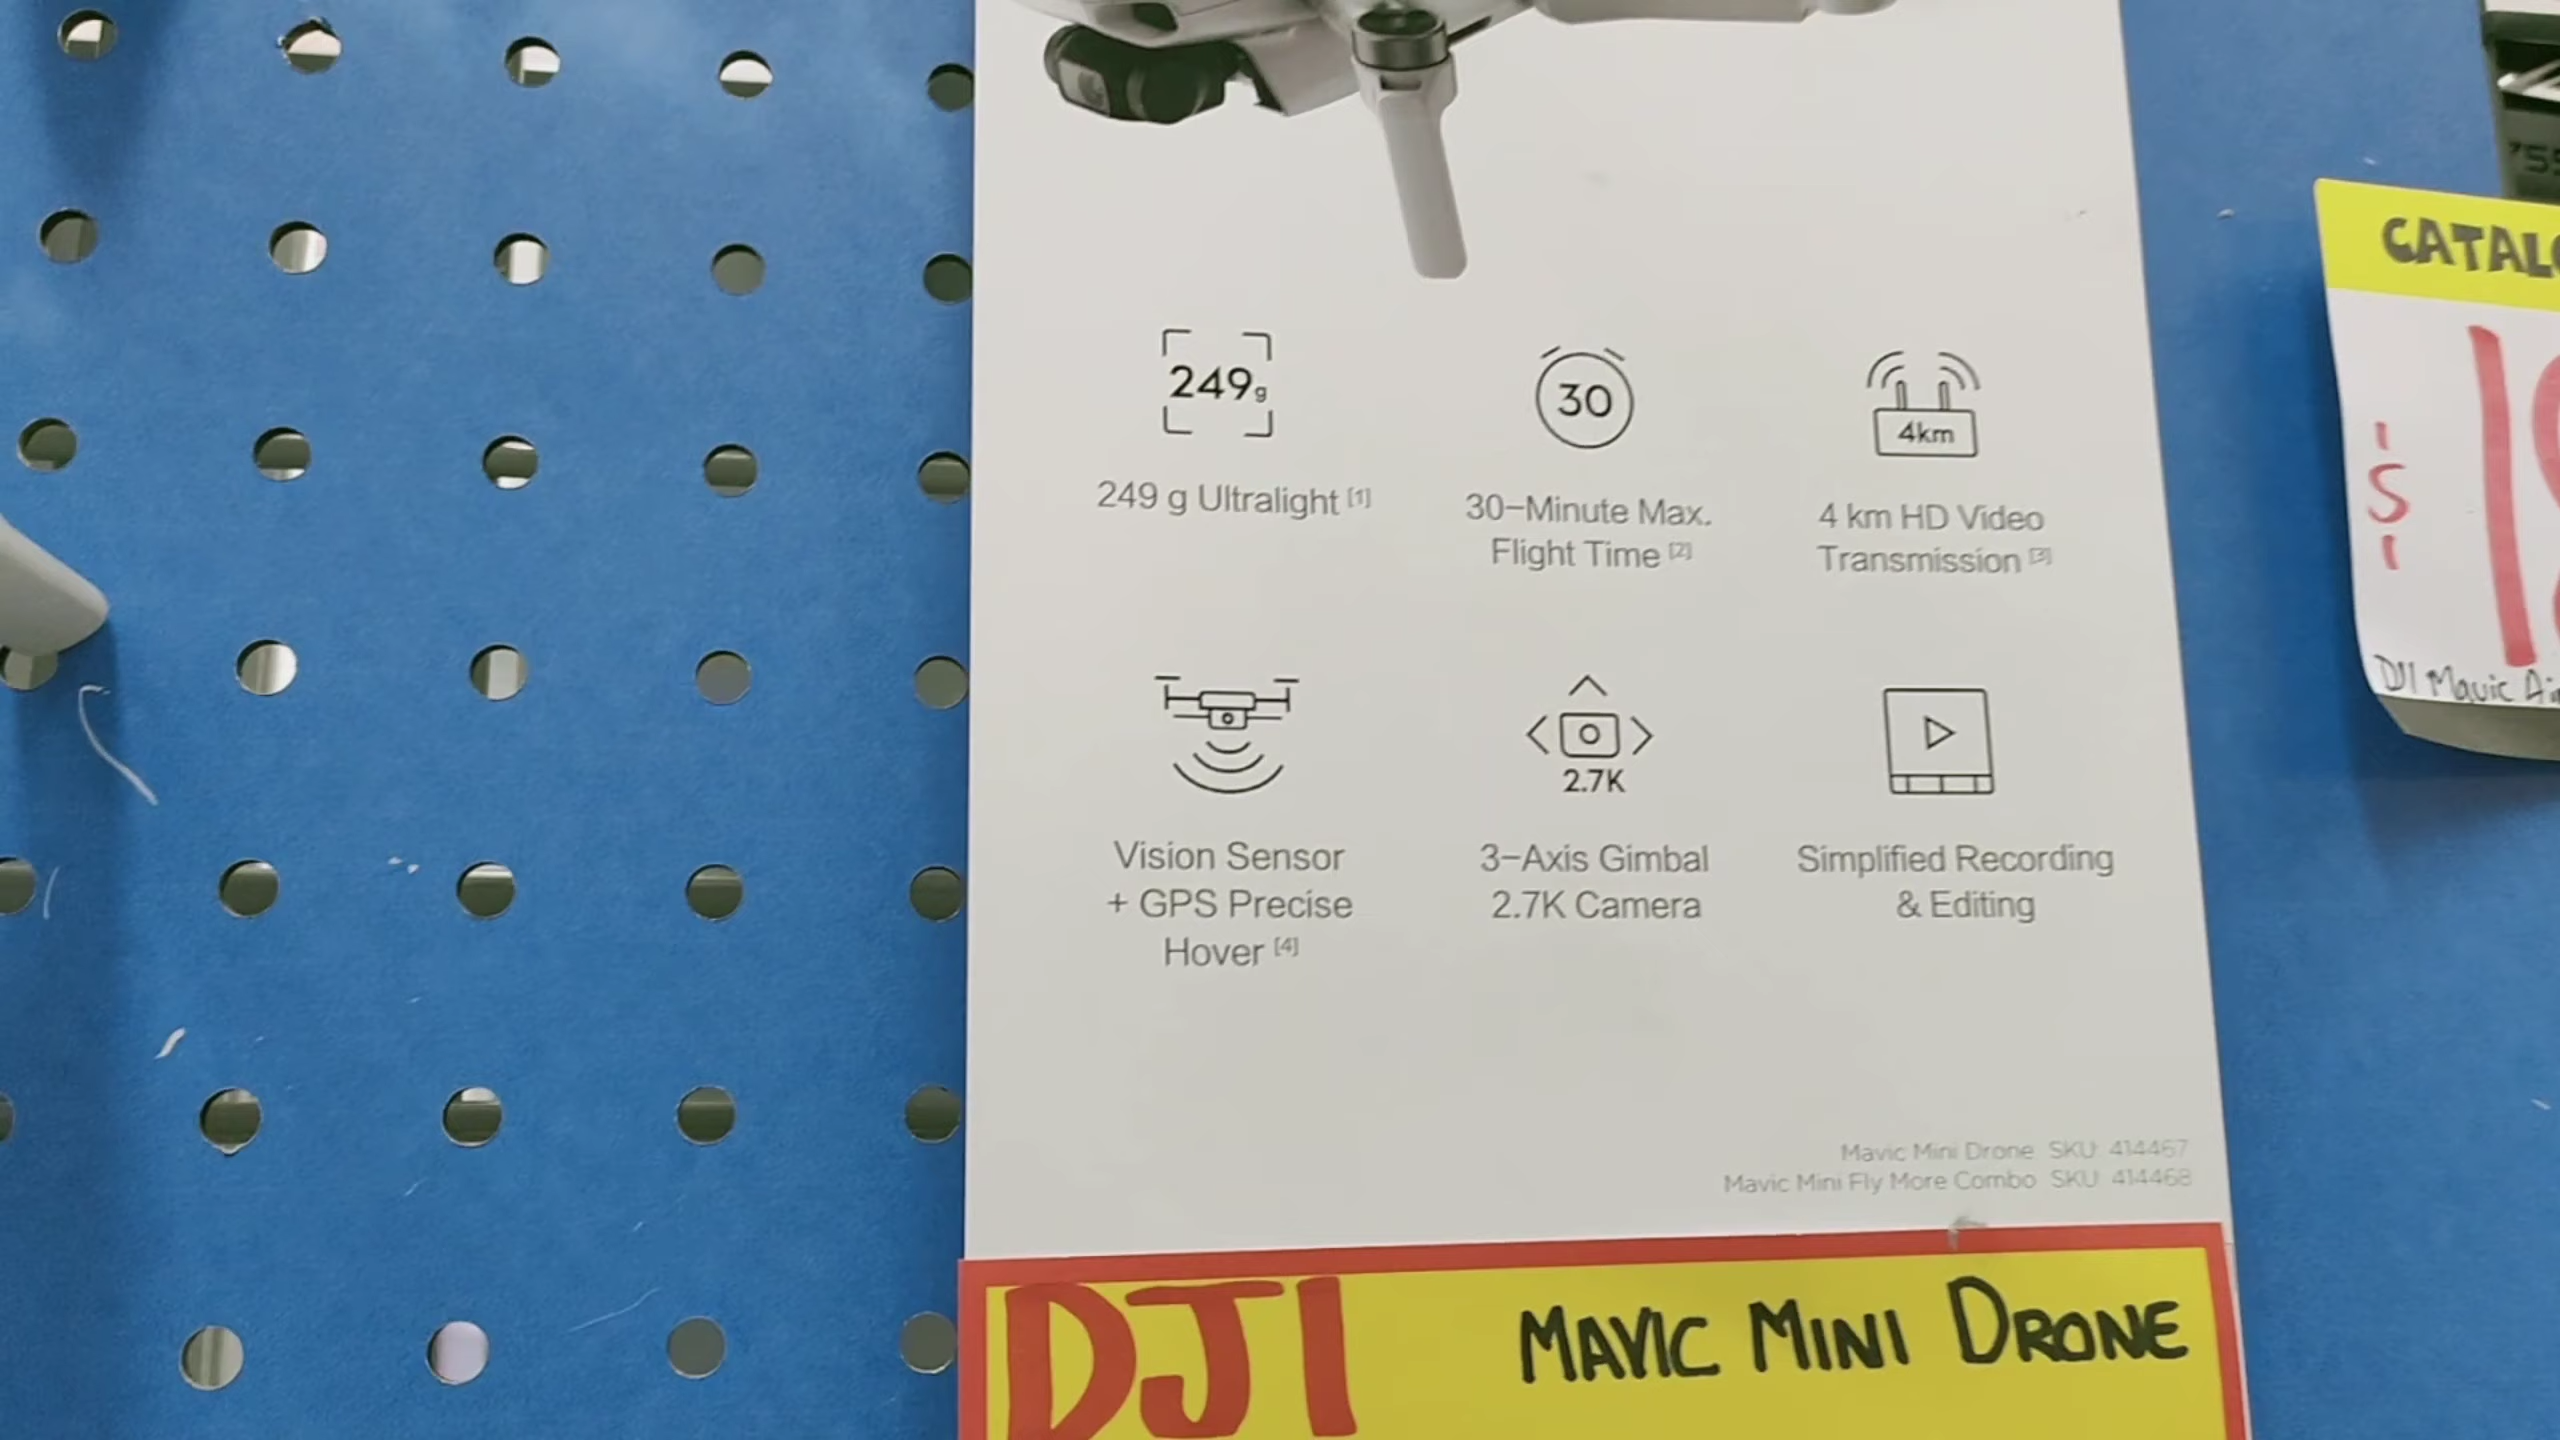 249g
30
4km
249 g Ultralight [1]
30-Minute Max.
Flight Time [2]
4 km HD Video
Transmission [3]
2.7K
Vision Sensor
+ GPS Precise
Hover [4]
3-Axis Gimbal
2.7K Camera
Simplified Recording
& Editing
Mavic Mini Drone SKU: 414467
Mavic Mini Fly More Combo SKU: 414468
DJI MAVIC MINI DRONE
DJI Mavic